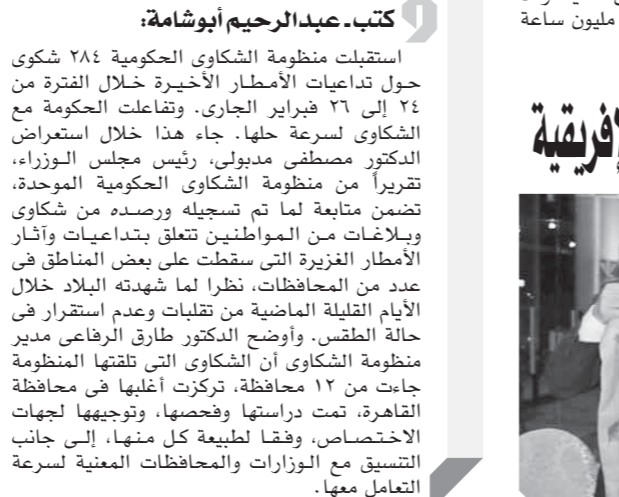 كتب ـ عبدالرحيم أبوشامة:
استقبلت منظومة الشكاوى الحكومية ٢٨٤ شكوى
حول تداعيات الأمطار الأخيرة خلال الفترة من
٢٤ إلى ٢٦ فبراير الجارى. وتفاعلت الحكومة مع
الشكاوى لسرعة حلها. جاء هذا خلال استعراض
الدكتور مصطفى مدبولى، رئيس مجلس الوزراء،
تقريراً من منظومة الشكاوى الحكومية الموحدة،
تضمن متابعة لما تم تسجيله ورصده من شكاوى
وبلاغات من المواطنين تتعلق بتداعيات وآثار
الأمطار الغزيرة التى سقطت على بعض المناطق فى
عدد من المحافظات، نظرا لما شهدته البلاد خلال
الأيام القليلة الماضية من تقلبات وعدم استقرار فى
حالة الطقس. وأوضح الدكتور طارق الرفاعى مدير
منظومة الشكاوى أن الشكاوى التى تلقتها المنظومة
جاءت من ١٢ محافظة، تركزت أغلبها فى محافظة
القاهرة، تمت دراستها وفحصها، وتوجيهها لجهات
الاختصاص، وفقا لطبيعة كل منها، إلى جانب
التنسيق مع الوزارات والمحافظات المعنية لسرعة
التعامل معها.
مليون ساعة